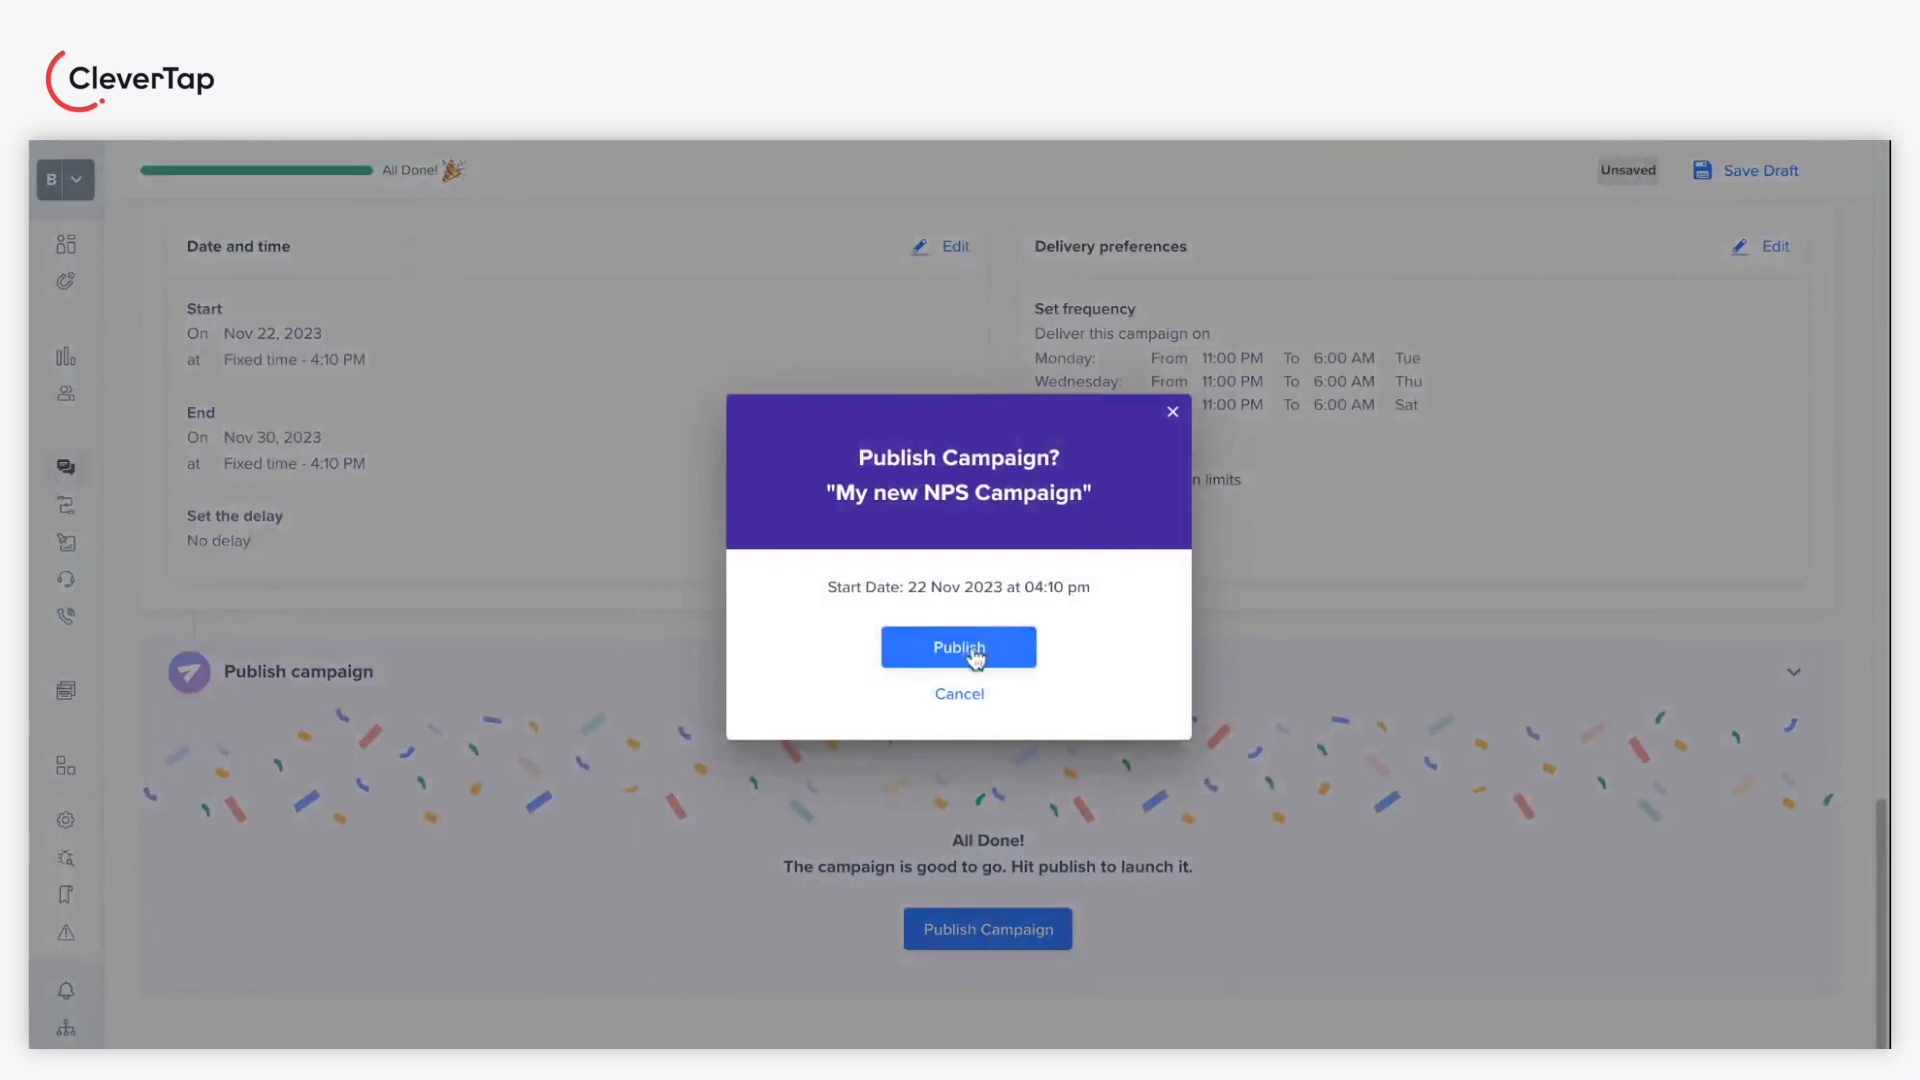 CleverTap
B
All Done!
Unsaved
Save Draft
Date and time
Edit
Delivery preferences
Edit
Start
On Nov 22, 2023
at Fixed time - 4:10 PM
End
On Nov 30, 2023
at Fixed time - 4:10 PM
Set the delay
No delay
Set frequency
Deliver this campaign on
Monday: From 11:00 PM To 6:00 AM Tue
Wednesday: From 11:00 PM To 6:00 AM Thu
11:00 PM To 6:00 AM Sat
n limits
Publish Campaign?
"My new NPS Campaign"
Start Date: 22 Nov 2023 at 04:10 pm
Publish
Cancel
Publish campaign
All Done!
The campaign is good to go. Hit publish to launch it.
Publish Campaign